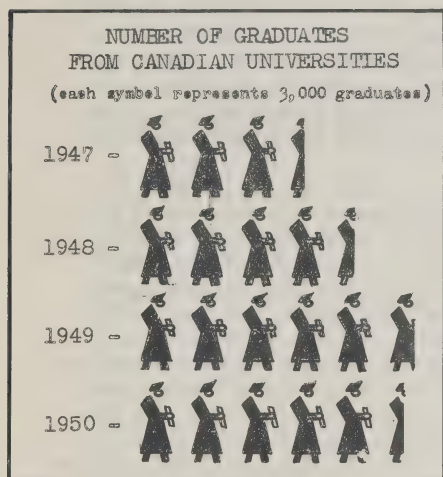 NUMBER OF GRADUATES
FROM CANADIAN UNIVERSITIES
(each symbol represents 3,000 graduates)
1947 -
1948 -
1949 -
1950 -